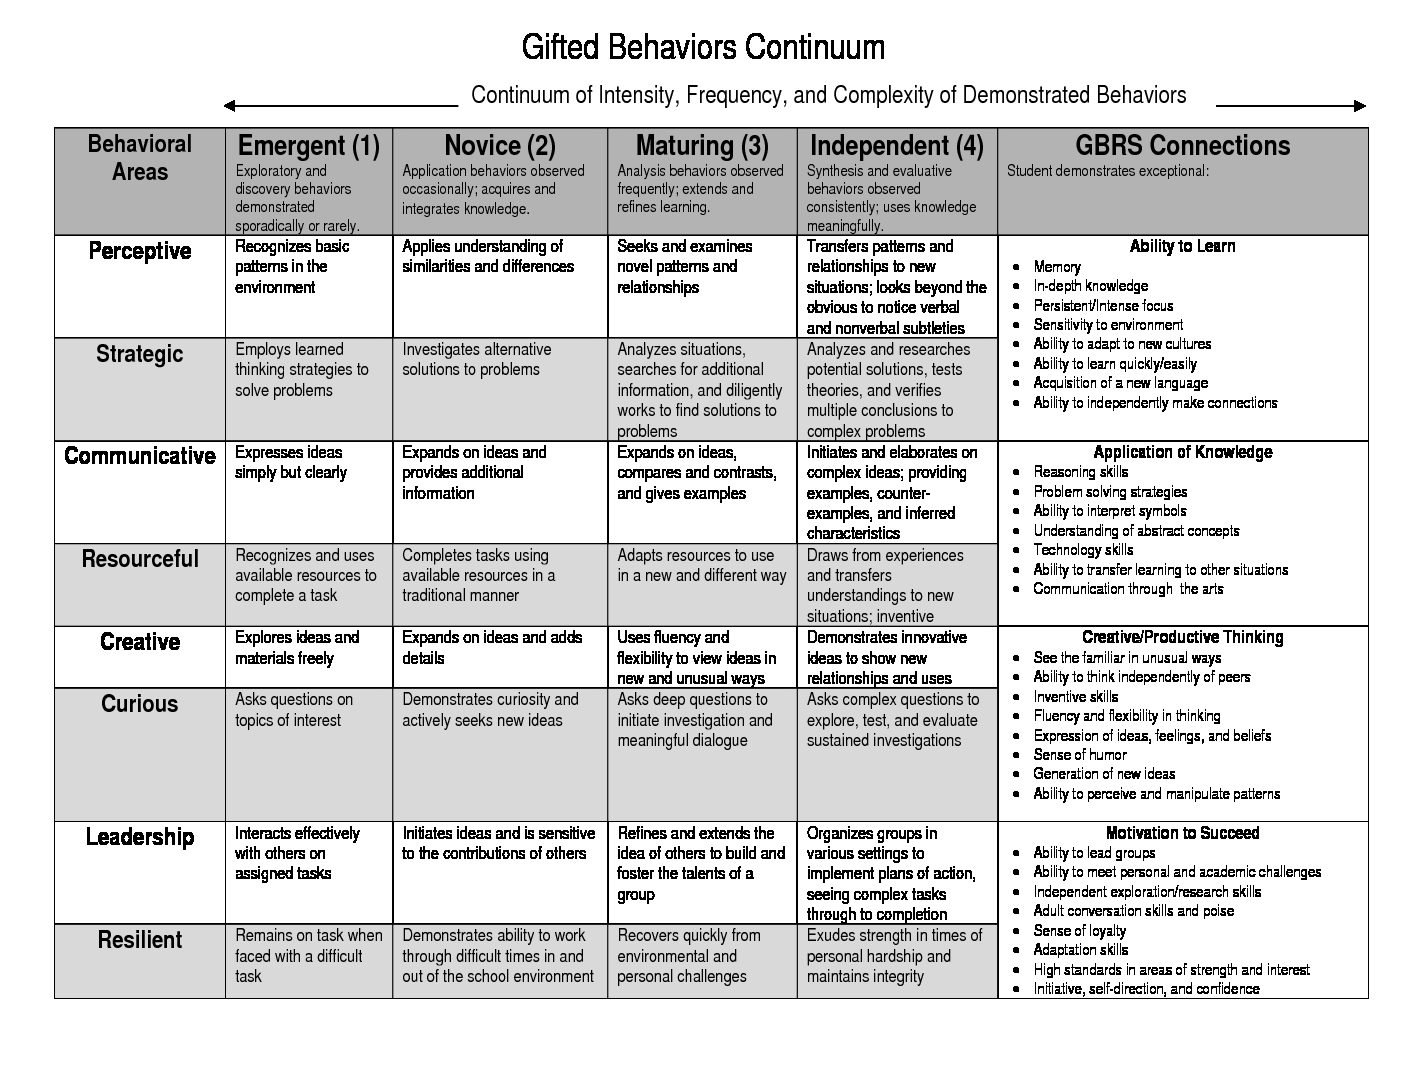 Gifted Behaviors Continuum
Continuum of Intensity, Frequency, and Complexity of Demonstrated Behaviors
Behavioral
Areas
Emergent (1)
Exploratory and
discovery behaviors
demonstrated
sporadically or rarely.
Novice (2)
Application behaviors observed
occasionally; acquires and
integrates knowledge.
Maturing (3)
Analysis behaviors observed
frequently; extends and
refines learning.
Independent (4)
Synthesis and evaluative
behaviors observed
consistently; uses knowledge
meaningfully.
GBRS Connections
Student demonstrates exceptional:
Perceptive
Recognizes basic
patterns in the
environment
Applies understanding of
similarities and differences
Seeks and examines
novel patterns and
relationships
Transfers patterns and
relationships to new
situations; looks beyond the
obvious to notice verbal
and nonverbal subtleties
Ability to Learn
• Memory
• In-depth knowledge
• Persistent/Intense focus
• Sensitivity to environment
• Ability to adapt to new cultures
• Ability to learn quickly/easily
• Acquisition of a new language
• Ability to independently make connections
Strategic
Employs learned
thinking strategies to
solve problems
Investigates alternative
solutions to problems
Analyzes situations,
searches for additional
information, and diligently
works to find solutions to
problems
Analyzes and researches
potential solutions, tests
theories, and verifies
multiple conclusions to
complex problems
Communicative
Expresses ideas
simply but clearly
Expands on ideas and
provides additional
information
Expands on ideas,
compares and contrasts,
and gives examples
Initiates and elaborates on
complex ideas; providing
examples, counter-
examples, and inferred
characteristics
Application of Knowledge
• Reasoning skills
• Problem solving strategies
• Ability to interpret symbols
• Understanding of abstract concepts
• Technology skills
• Ability to transfer learning to other situations
• Communication through the arts
Resourceful
Recognizes and uses
available resources to
complete a task
Completes tasks using
available resources in a
traditional manner
Adapts resources to use
in a new and different way
Draws from experiences
and transfers
understandings to new
situations; inventive
Creative
Explores ideas and
materials freely
Expands on ideas and adds
details
Uses fluency and
flexibility to view ideas in
new and unusual ways
Demonstrates innovative
ideas to show new
relationships and uses
Creative/Productive Thinking
• See the familiar in unusual ways
• Ability to think independently of peers
• Inventive skills
• Fluency and flexibility in thinking
• Expression of ideas, feelings, and beliefs
• Sense of humor
• Generation of new ideas
• Ability to perceive and manipulate patterns
Curious
Asks questions on
topics of interest
Demonstrates curiosity and
actively seeks new ideas
Asks deep questions to
initiate investigation and
meaningful dialogue
Asks complex questions to
explore, test, and evaluate
sustained investigations
Leadership
Interacts effectively
with others on
assigned tasks
Initiates ideas and is sensitive
to the contributions of others
Refines and extends the
idea of others to build and
foster the talents of a
group
Organizes groups in
various settings to
implement plans of action,
seeing complex tasks
through to completion
Motivation to Succeed
• Ability to lead groups
• Ability to meet personal and academic challenges
• Independent exploration/research skills
• Adult conversation skills and poise
• Sense of loyalty
• Adaptation skills
• High standards in areas of strength and interest
• Initiative, self-direction, and confidence
Resilient
Remains on task when
faced with a difficult
task
Demonstrates ability to work
through difficult times in and
out of the school environment
Recovers quickly from
environmental and
personal challenges
Exudes strength in times of
personal hardship and
maintains integrity